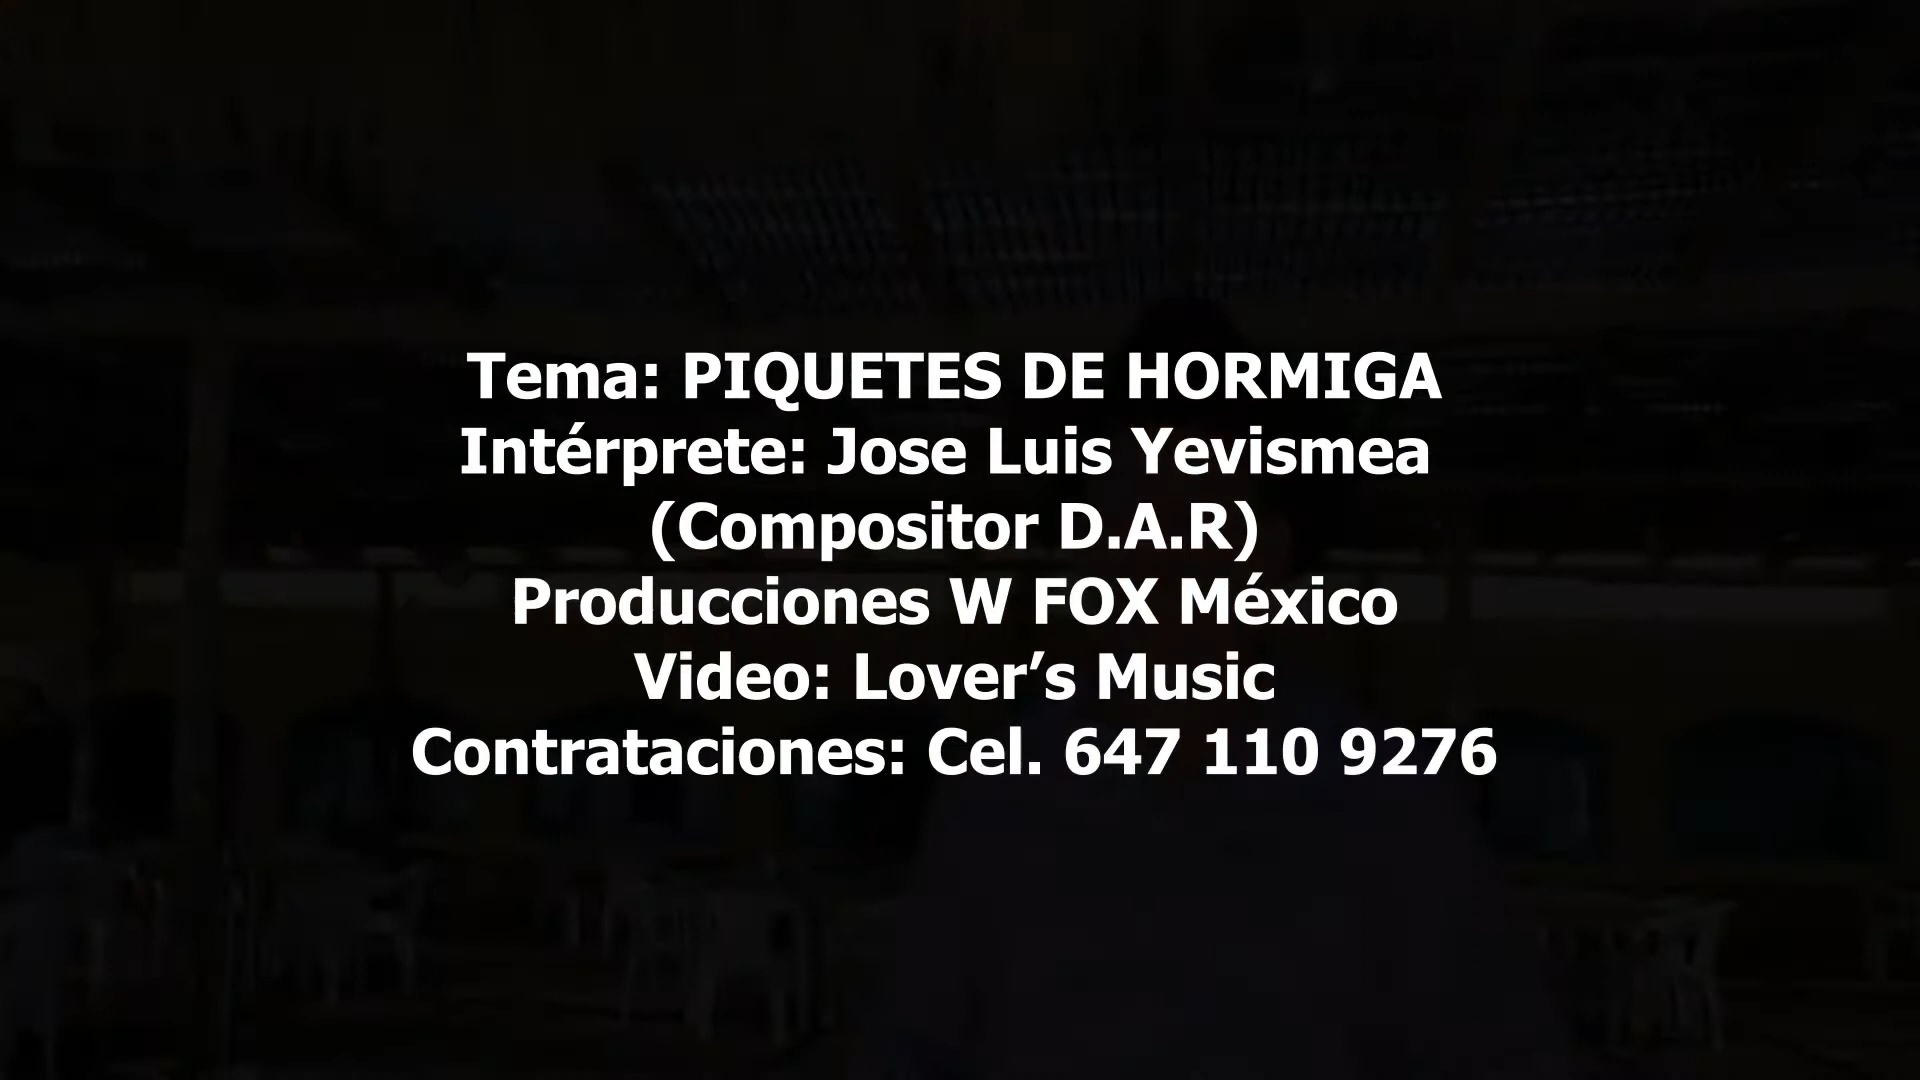 Tema: PIQUETES DE HORMIGA
Intérprete: Jose Luis Yevismea
(Compositor D.A.R)
Producciones W FOX México
Video: Lover’s Music
Contrataciones: Cel. 647 110 9276